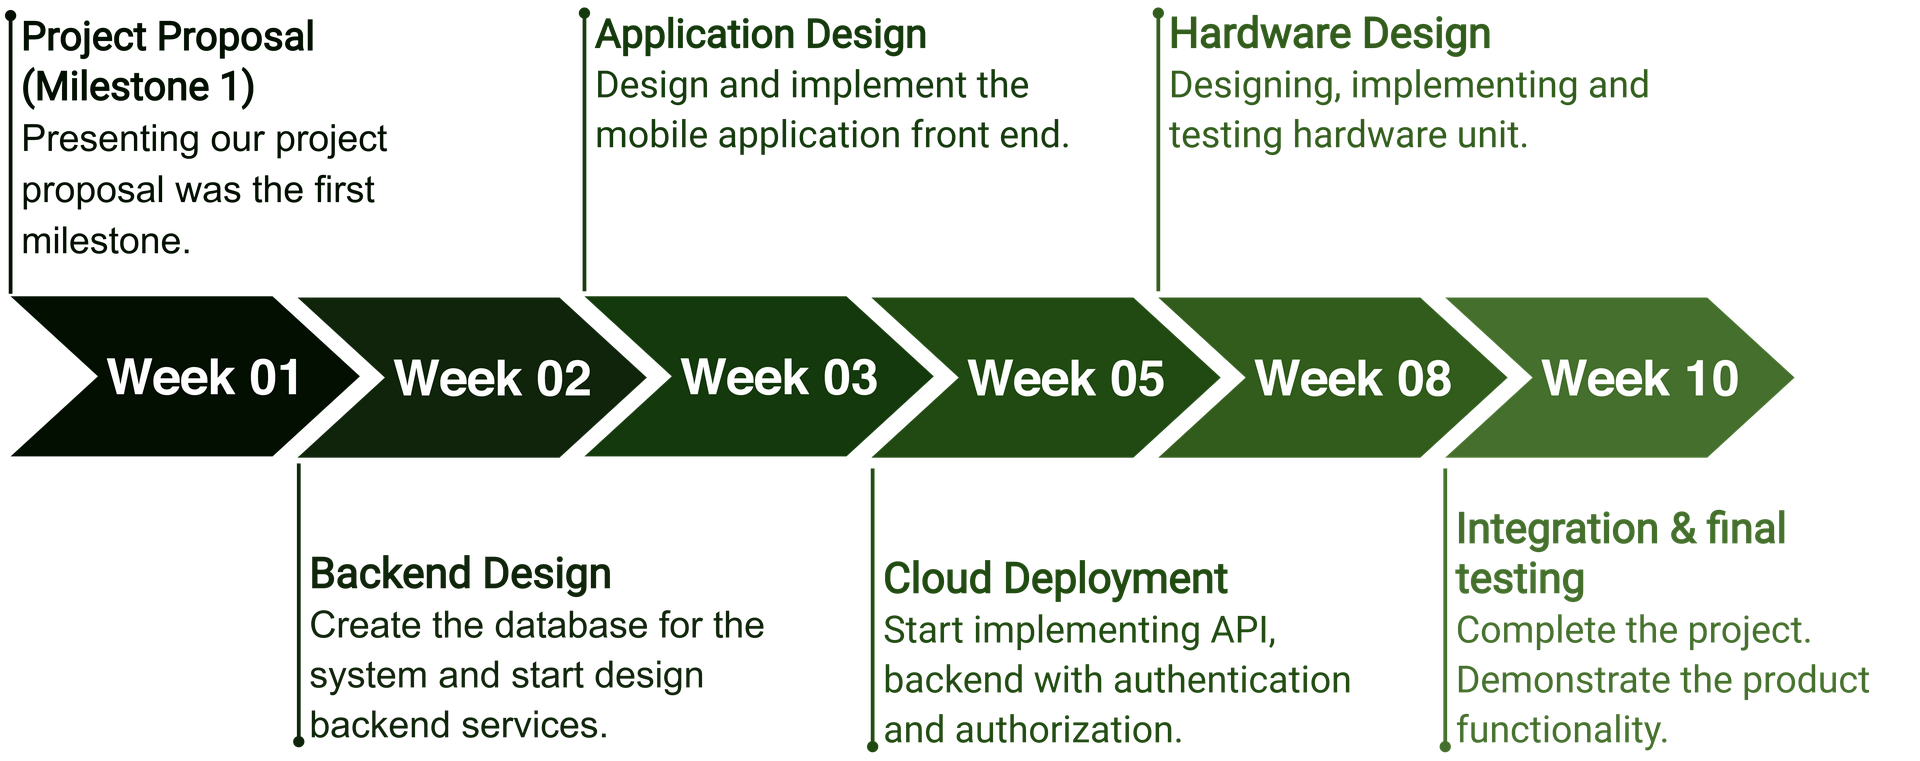 Project Proposal
(Milestone 1)
Presenting our project
proposal was the first
milestone.
Application Design
Design and implement the
mobile application front end.
Hardware Design
Designing, implementing and
testing hardware unit.
Week 01
Week 02
Week 03
Week 05
Week 08
Week 10
Backend Design
Create the database for the
system and start design
backend services.
Cloud Deployment
Start implementing API,
backend with authentication
and authorization.
Integration & final
testing
Complete the project.
Demonstrate the product
functionality.